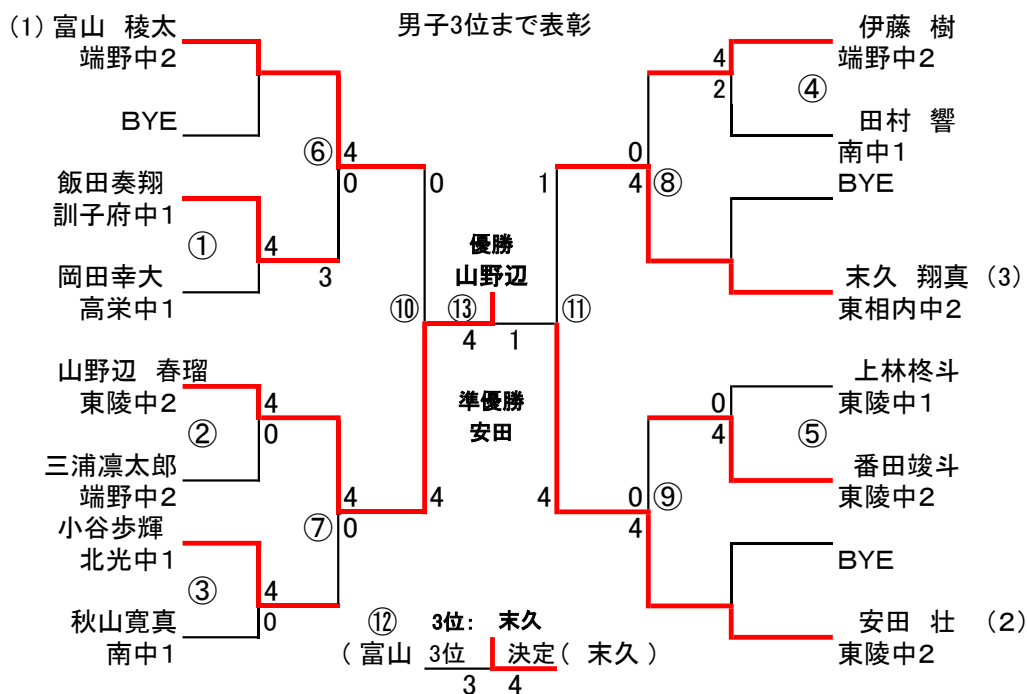 男子3位まで表彰
(1) 富山 稜太
端野中2
BYE
⑥
4
0
飯田奏翔
訓子府中1
①
4
3
岡田幸大
高栄中1
0
⑩
山野辺 春瑠
東陵中2
②
4
0
三浦凛太郎
端野中2
⑦
4
0
小谷歩輝
北光中1
③
4
0
秋山寛真
南中1
4
優勝
山野辺
⑬
4
1
準優勝
安田
⑫
3位: 末久
(富山 3位 決定( 末久 )
3
4
伊藤 樹
端野中2
4
2
④
田村 響
南中1
0
4
⑧
BYE
末久 翔真 (3)
東相内中2
1
⑪
上林柊斗
東陵中1
0
4
⑤
番田竣斗
東陵中2
4
0
4
⑨
BYE
安田 壮 (2)
東陵中2